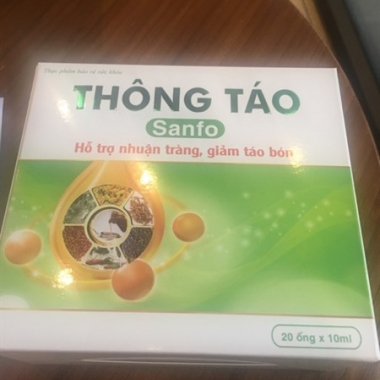 Thực phẩm bảo vệ sức khỏe
THÔNG TÁO
Sanfo
Hỗ trợ nhuận tràng, giảm táo bón
20 ống x 10ml